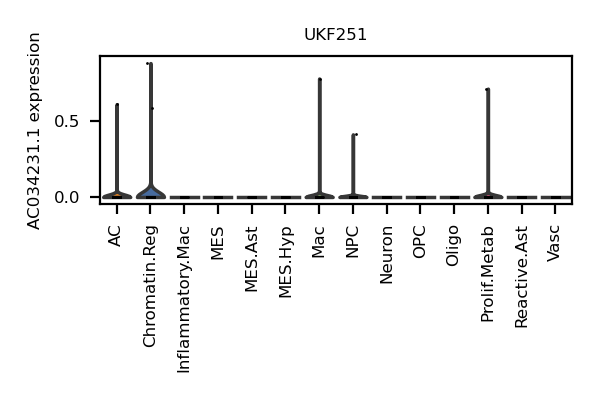 UKF251
AC034231.1 expression
0.5
0.0
AC
Chromatin.Reg
Inflammatory.Mac
MES
MES.Ast
MES.Hyp
Mac
NPC
Neuron
OPC
Oligo
Prolif.Metab
Reactive.Ast
Vasc